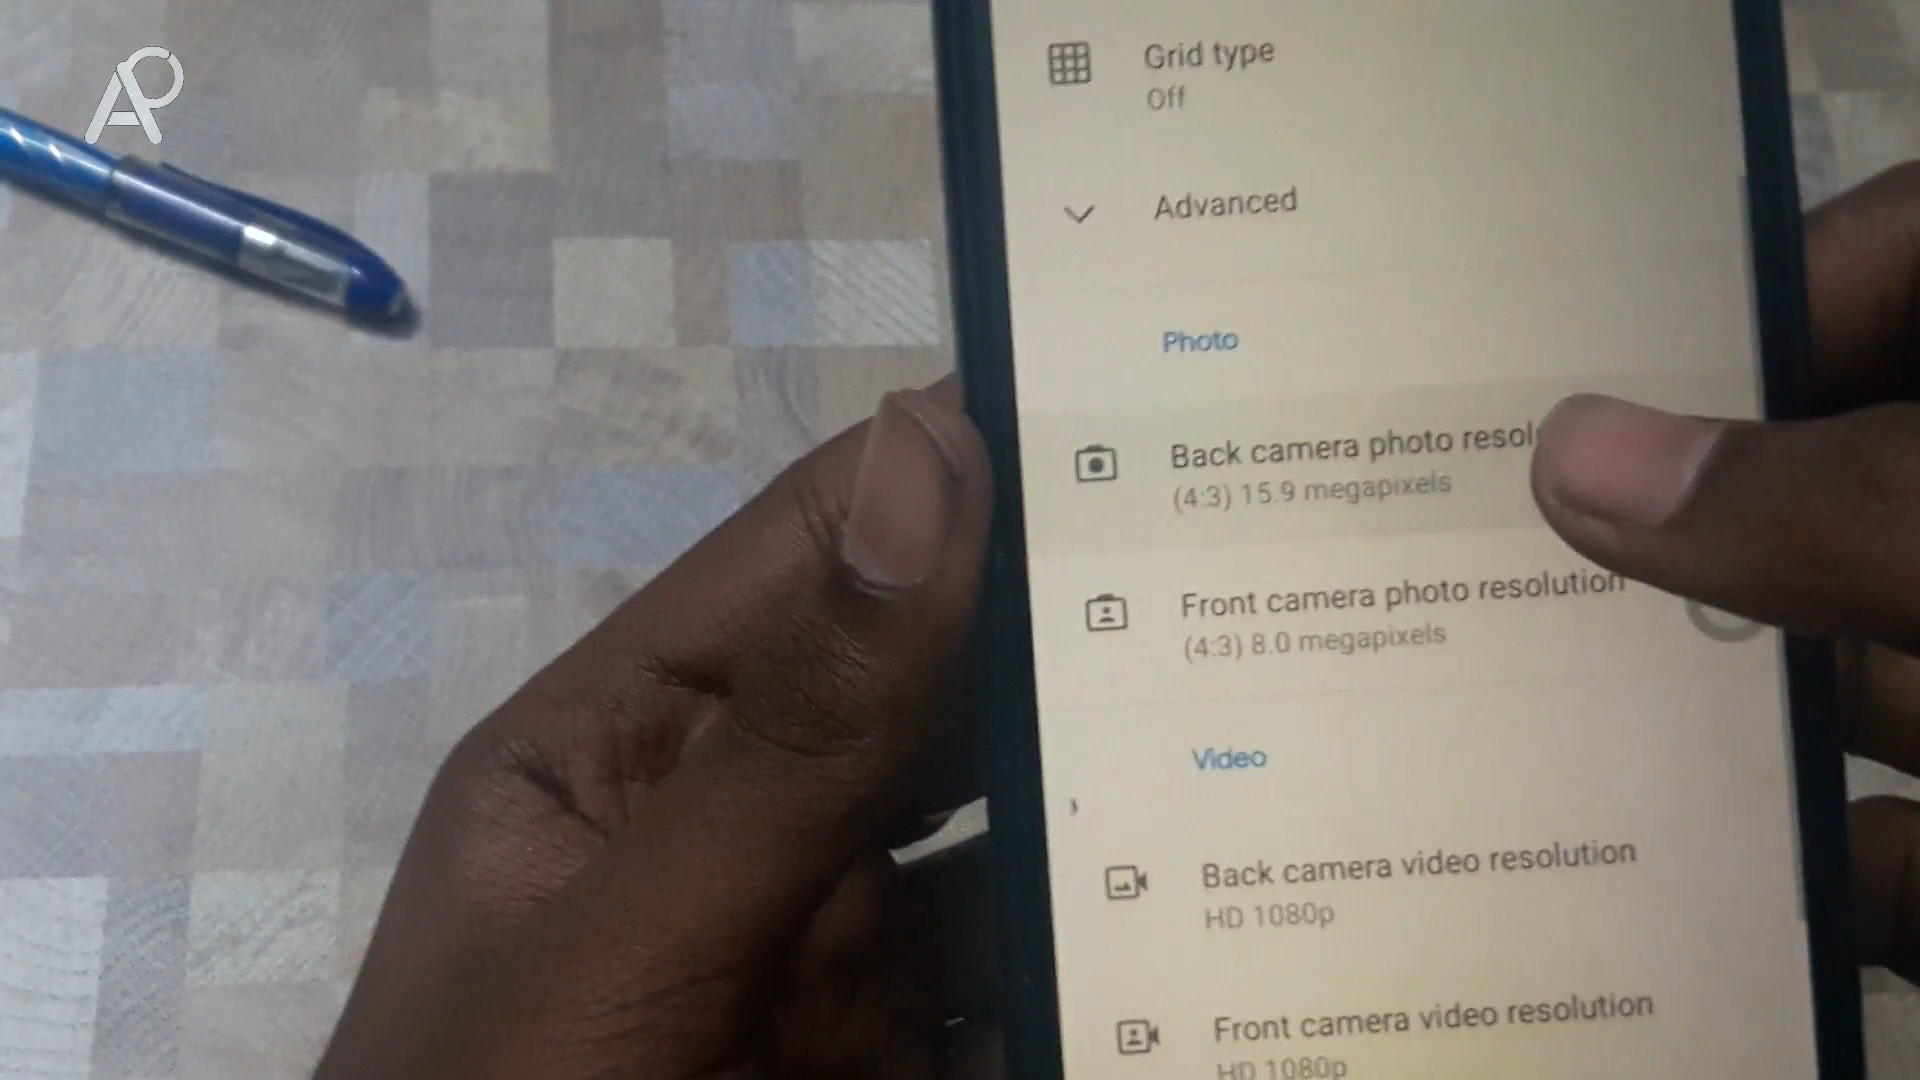 AP
Grid type
Off
Advanced
Photo
Back camera photo resol
(4:3) 15.9 megapixels
Front camera photo resolution
(4:3) 8.0 megapixels
Video
Back camera video resolution
HD 1080p
Front camera video resolution
HD 1080p